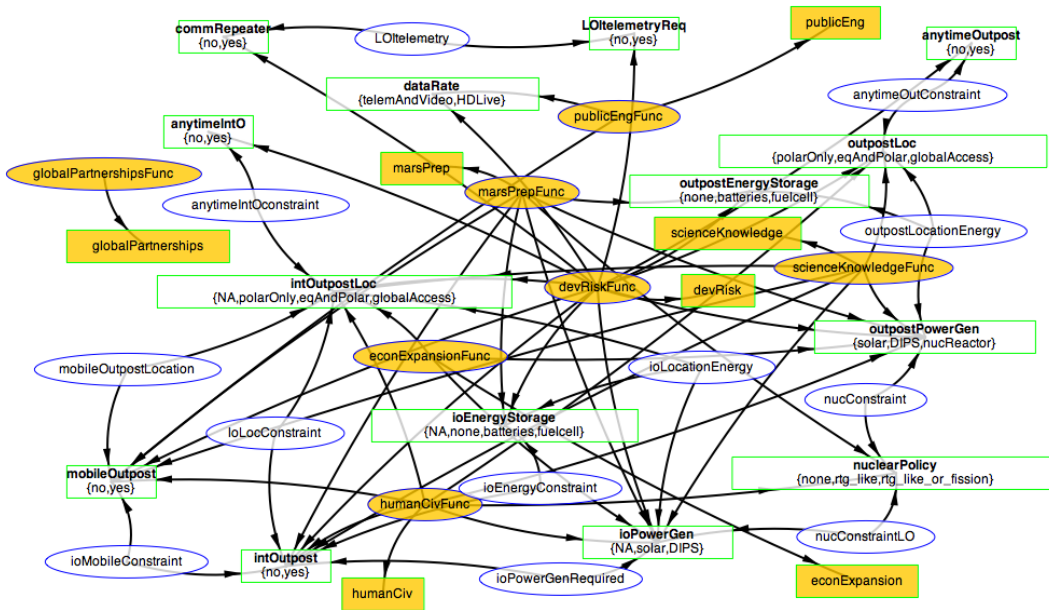 commRepeater
{no,yes}
LOItelemetry
LOItelemetryReq
{no,yes}
publicEng
anytimeOutpost
{no,yes}
dataRate
{telemAndVideo,HDLive}
publicEngFunc
anytimeOutConstraint
anytimeIntO
{no,yes}
outpostLoc
{polarOnly,eqAndPolar,globalAccess}
globalPartnershipsFunc
marsPrep
marsPrepFunc
outpostEnergyStorage
{none,batteries,fuelcell}
anytimeIntOconstraint
scienceKnowledge
outpostLocationEnergy
globalPartnerships
scienceKnowledgeFunc
intOutpostLoc
{NA,polarOnly,eqAndPolar,globalAccess}
devRiskFunc
devRisk
outpostPowerGen
{solar,DIPS,nucReactor}
mobileOutpostLocation
econExpansionFunc
ioLocationEnergy
nucConstraint
ioEnergyStorage
{NA,none,batteries,fuelcell}
IoLocConstraint
mobileOutpost
{no,yes}
nuclearPolicy
{none,rtg_like,rtg_like_or_fission}
ioEnergyConstraint
humanCivFunc
ioPowerGen
{NA,solar,DIPS}
nucConstraintLO
ioMobileConstraint
intOutpost
{no,yes}
ioPowerGenRequired
econExpansion
humanCiv